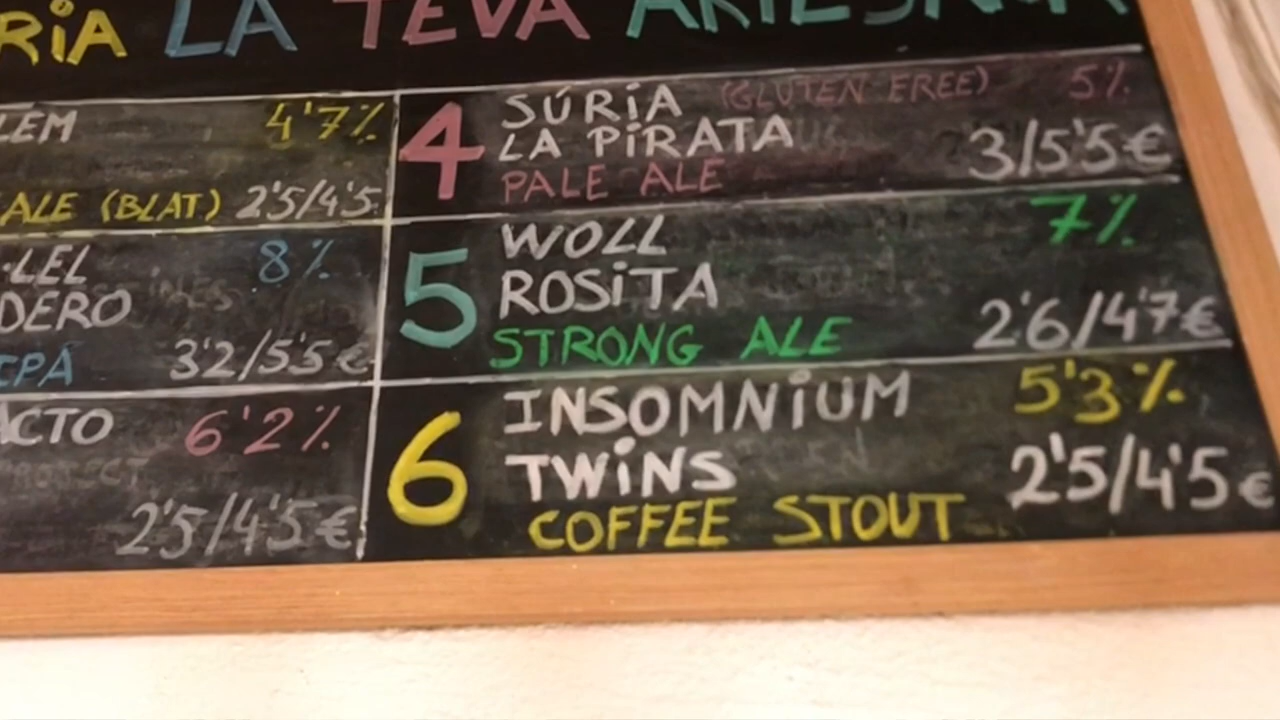 LA TEVA ARTESANA
LEM 4'7%
ALE (BLAT) 2'5/4'5
·LEL 8%
DERO
IPA 3'2/5'5€
ACTO 6'2%
2'5/4'5€
4 SÚRiA (GLUTEN FREE) 5%
LA PiRATA 3/5'5€
PALE ALE
5 WOLL 7%
ROSiTA 2'6/4'7€
STRONG ALE
6 INSOMNiUM 5'3%
TWiNS 2'5/4'5€
COFFEE STOUT